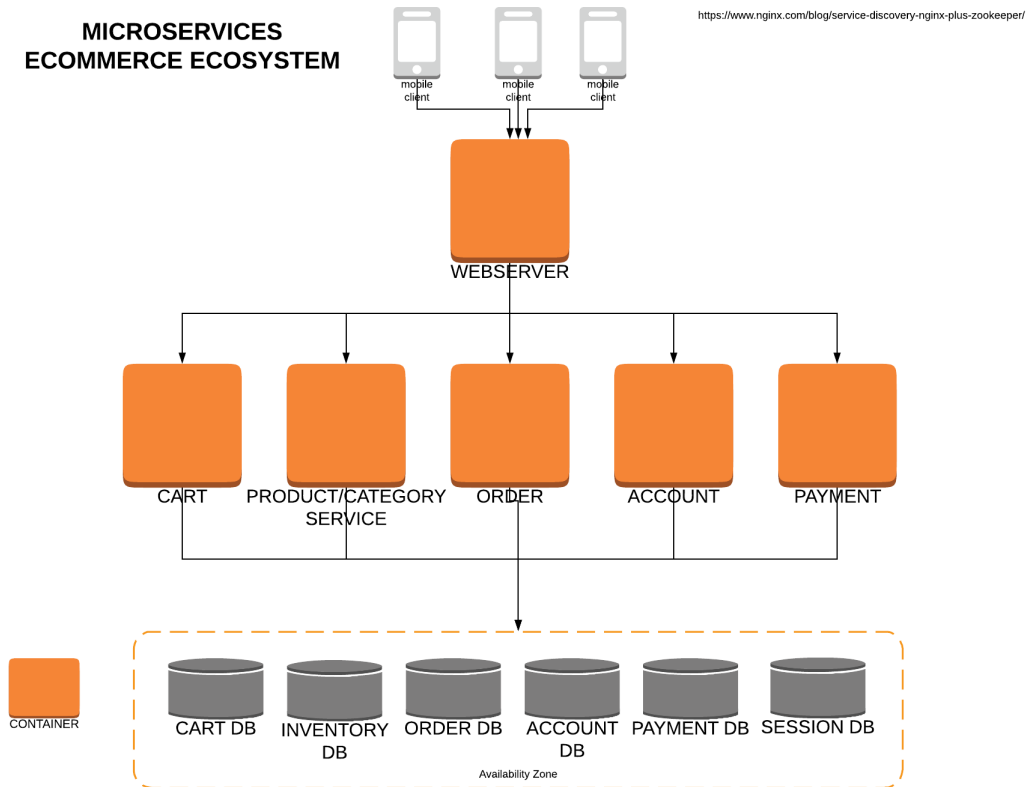 MICROSERVICES
ECOMMERCE ECOSYSTEM
https://www.nginx.com/blog/service-discovery-nginx-plus-zookeeper/
mobile
client
mobile
client
mobile
client
WEBSERVER
CART
PRODUCT/CATEGORY
SERVICE
ORDER
ACCOUNT
PAYMENT
CONTAINER
CART DB
INVENTORY
DB
ORDER DB
ACCOUNT
DB
PAYMENT DB
SESSION DB
Availability Zone